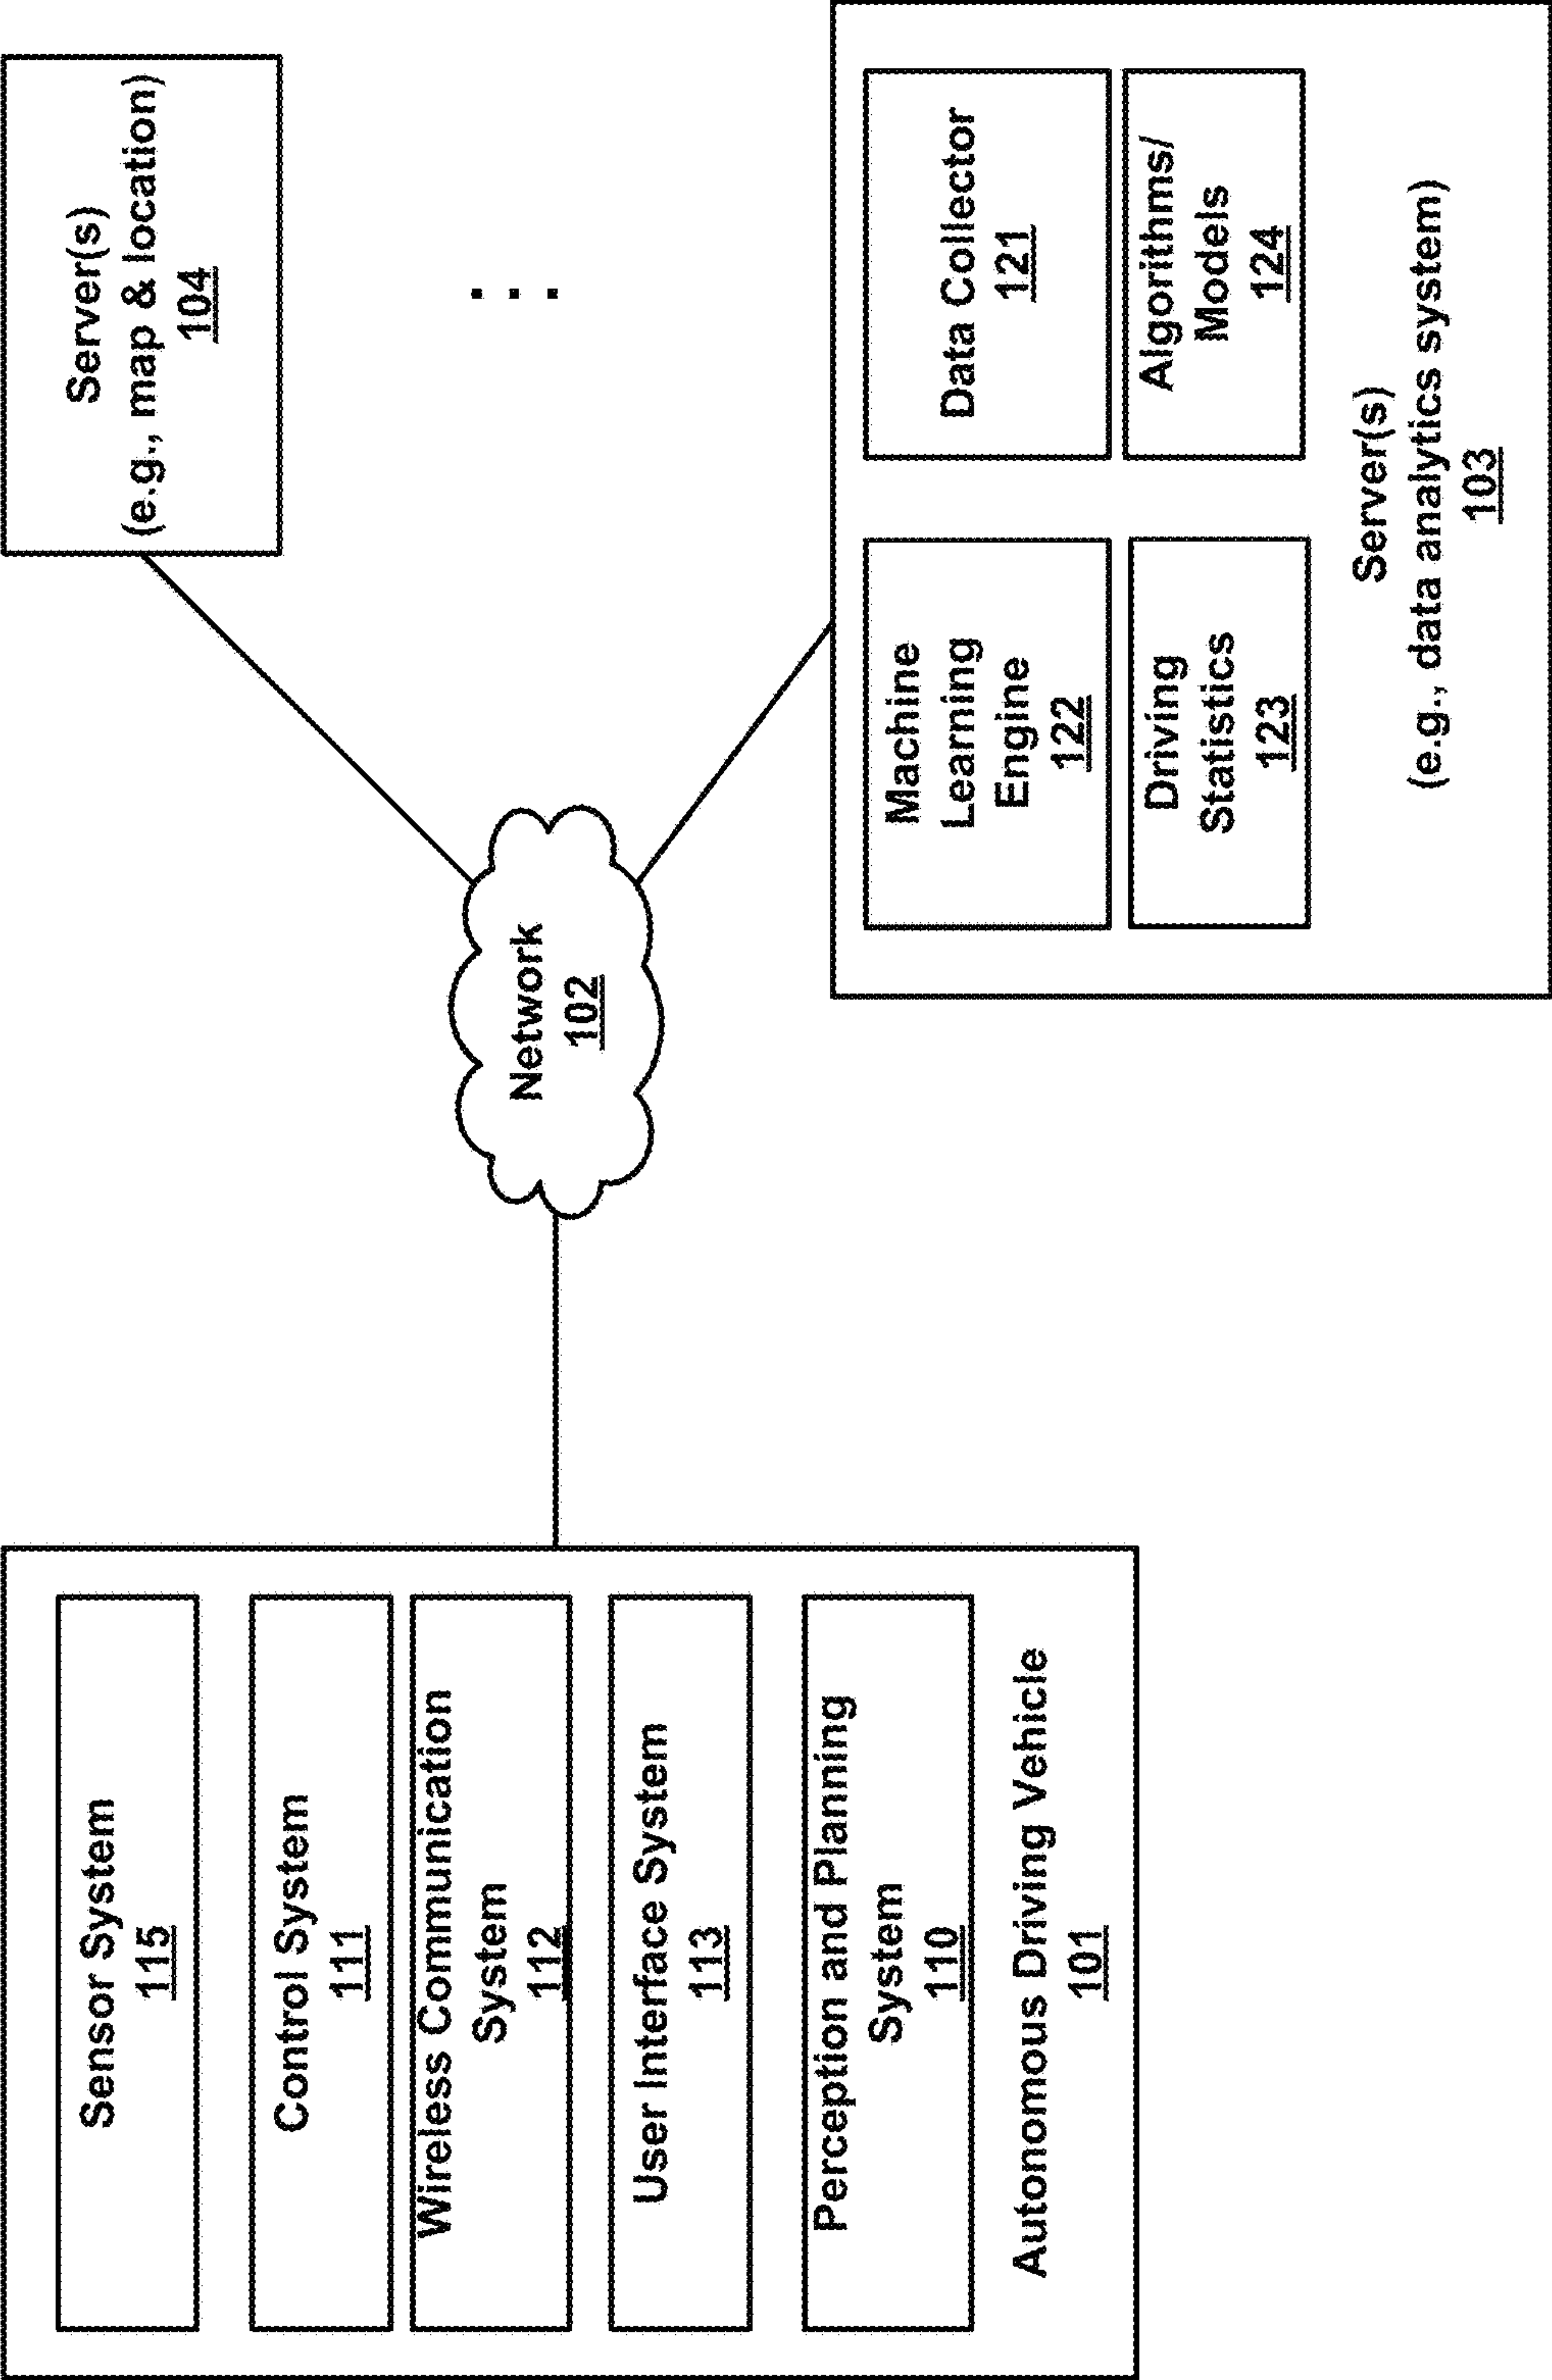 Sensor System
115
Control System
111
Wireless Communication
System
112
User Interface System
113
Perception and Planning
System
110
Autonomous Driving Vehicle
101
Network
102
Server(s)
(e.g., map & location)
104
. . .
Machine
Learning
Engine
122
Data Collector
121
Driving
Statistics
123
Algorithms/
Models
124
Server(s)
(e.g., data analytics system)
103